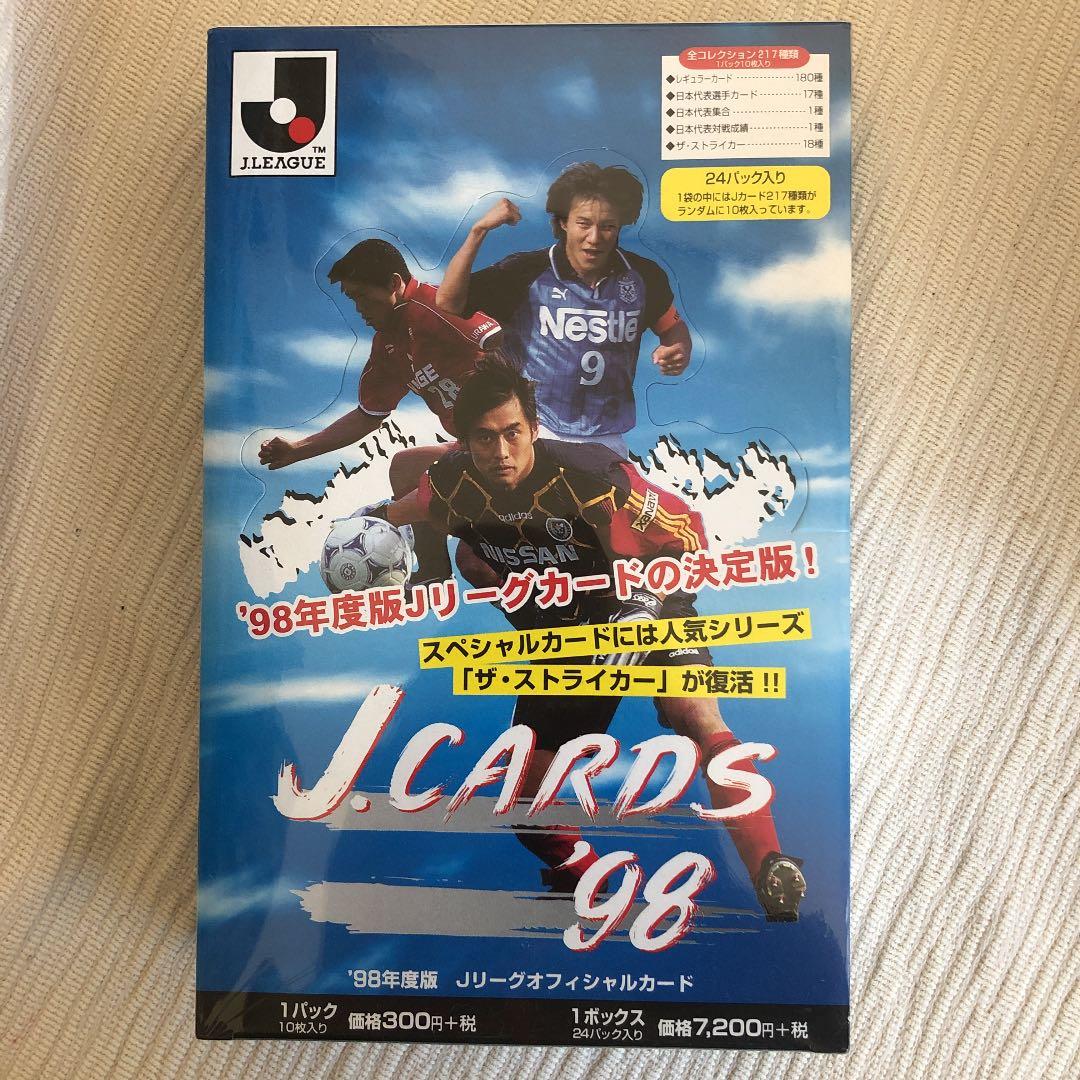 J.LEAGUE
TM
全コレクション217種類
1パック10枚入り
◆レギュラーカード……………180種
◆日本代表選手カード………17種
◆日本代表集合……………1種
◆日本代表対戦成績…………1種
◆ザ・ストライカー……………18種
24パック入り
1袋の中にはJカード217種類が
ランダムに10枚入っています。
URAWA
Nestlé
9
28
adidas
NISSAN
adidas
'98年度版Jリーグカードの決定版!
スペシャルカードには人気シリーズ
「ザ・ストライカー」が復活!!
J.CARDS
'98
'98年度版 Jリーグオフィシャルカード
1パック
10枚入り
価格300円+税
1ボックス
24パック入り
価格7,200円+税